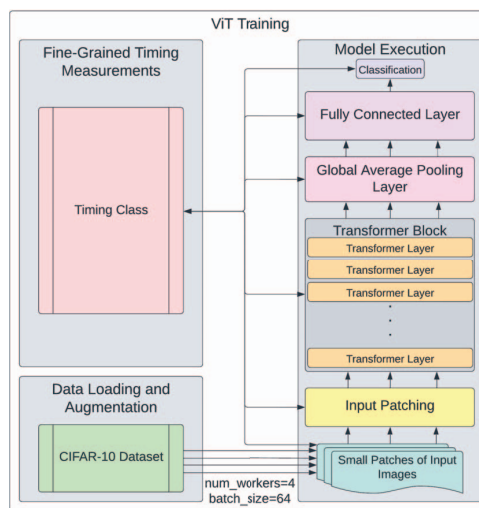 ViT Training
Fine-Grained Timing
Measurements
Timing Class
Data Loading and
Augmentation
CIFAR-10 Dataset
num_workers=4
batch_size=64
Model Execution
Classification
Fully Connected Layer
Global Average Pooling
Layer
Transformer Block
Transformer Layer
Transformer Layer
Transformer Layer
.
.
.
Transformer Layer
Input Patching
Small Patches of Input
Images